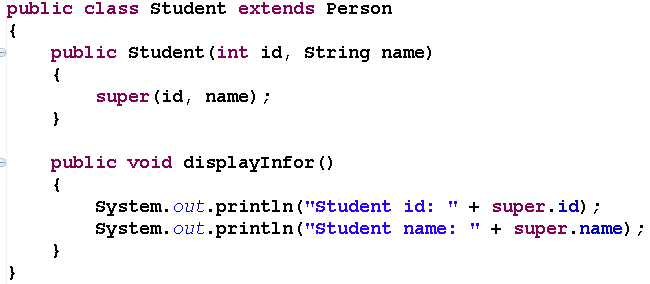 public class Student extends Person
{
    public Student(int id, String name)
    {
        super(id, name);
    }

    public void displayInfor()
    {
        System.out.println("Student id: " + super.id);
        System.out.println("Student name: " + super.name);
    }
}